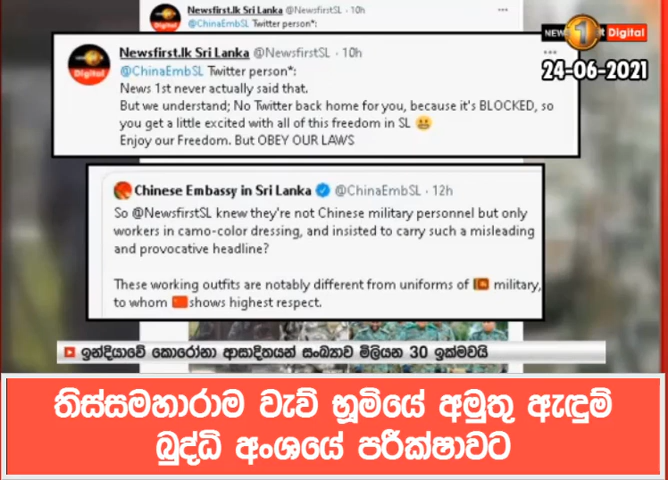 Newsfirst.lk Sri Lanka @NewsfirstSL · 10h
@ChinaEmbSL Twitter person*:
NEWS 1st Digital
24-06-2021
Digital
Newsfirst.lk Sri Lanka @NewsfirstSL · 10h
@ChinaEmbSL Twitter person*:
News 1st never actually said that.
But we understand; No Twitter back home for you, because it's BLOCKED, so
you get a little excited with all of this freedom in SL 😬
Enjoy our Freedom. But OBEY OUR LAWS
Chinese Embassy in Sri Lanka @ChinaEmbSL · 12h
So @NewsfirstSL knew they're not Chinese military personnel but only
workers in camo-color dressing, and insisted to carry such a misleading
and provocative headline?
These working outfits are notably different from uniforms of 🇱🇰 military,
to whom 🇨🇳 shows highest respect.
ඉන්දියාවේ කොරෝනා ආසාදිතයන් සංඛ්‍යාව මිලියන 30 ඉක්මවයි
තිස්සමහාරාම වැව් භූමියේ අමුතු ඇඳුම්
බුද්ධි අංශයේ පරීක්ෂාවට